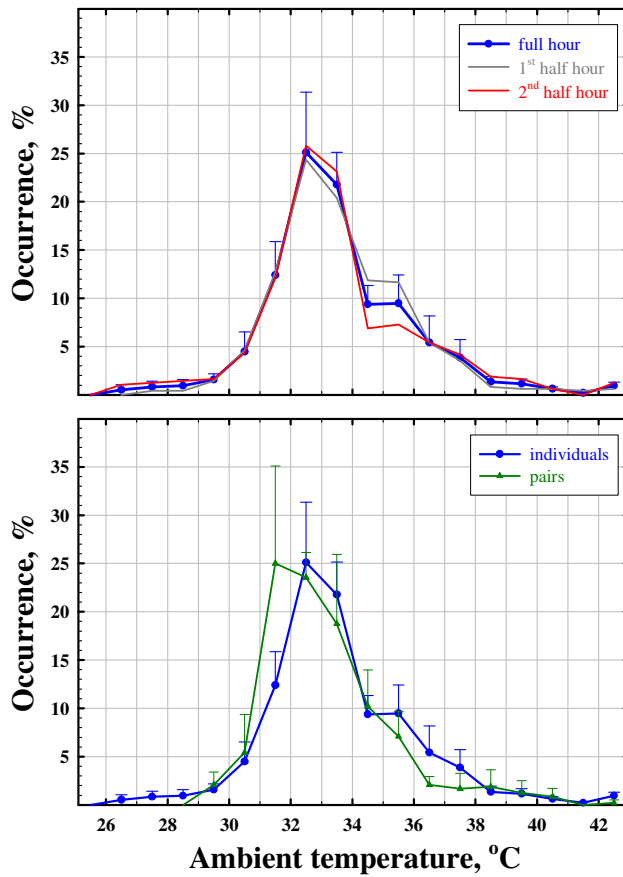 Occurrence, %
35
30
25
20
15
10
5
full hour
1st half hour
2nd half hour
Occurrence, %
35
30
25
20
15
10
5
individuals
pairs
26 28 30 32 34 36 38 40 42
Ambient temperature, °C